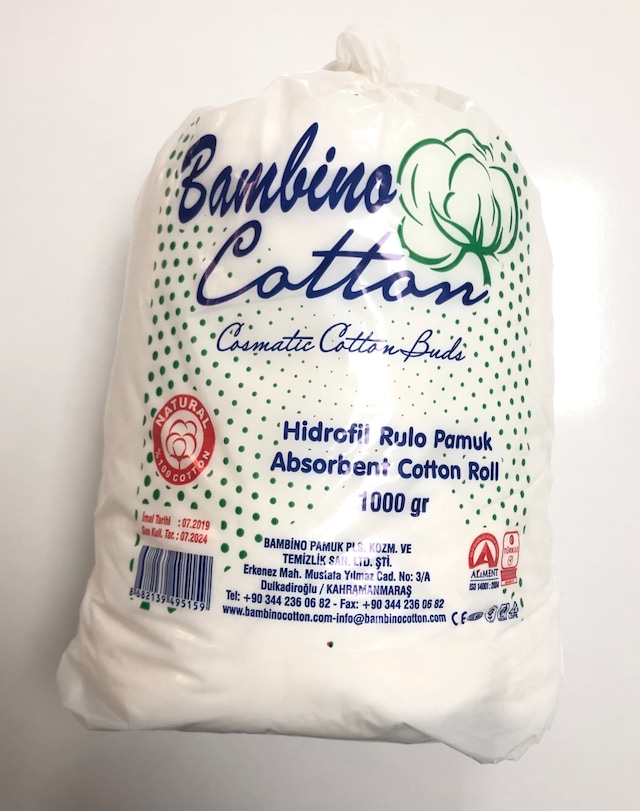 Bambino
Cotton
Cosmatic Cotton Buds
NATURAL
%100 COTTON
Hidrofil Rulo Pamuk
Absorbent Cotton Roll
1000 gr
İmal Tarihi : 07.2019
Son Kull. Tar. : 07.2024
BAMBİNO PAMUK PLS. KOZM. VE
TEMİZLİK SAN. LTD. ŞTİ.
Erkenez Mah. Mustafa Yılmaz Cad. No: 3/A
Dulkadiroğlu / KAHRAMANMARAŞ
Tel: +90 344 236 06 82 - Fax: +90 344 236 06 82
www.bambinocotton.com-info@bambinocotton.com
8682139495159
ISO 14001: 2004
CE